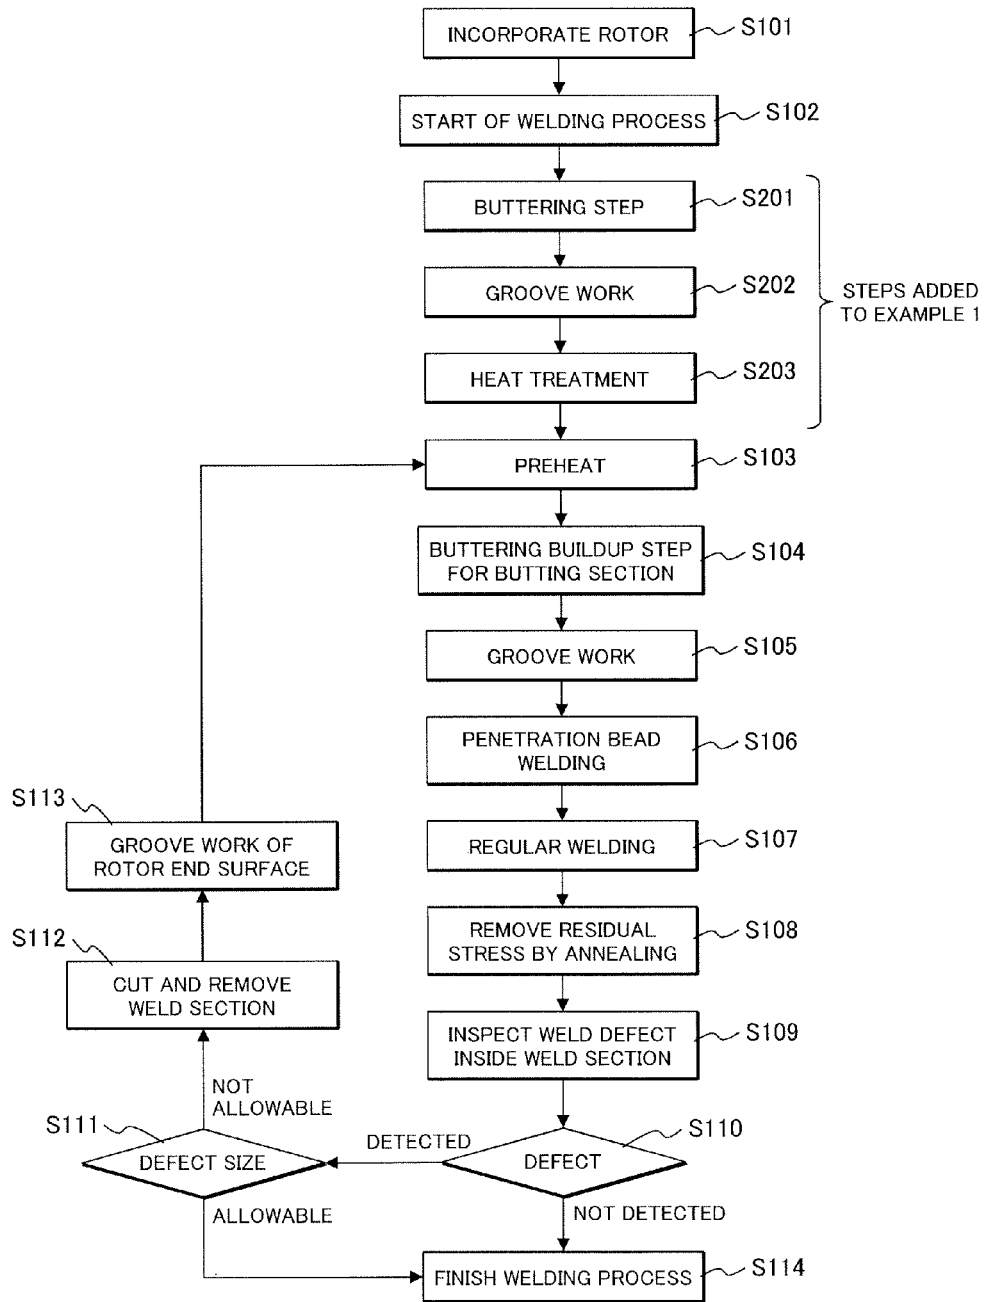 INCORPORATE ROTOR
S101
START OF WELDING PROCESS
S102
BUTTERING STEP
S201
GROOVE WORK
S202
HEAT TREATMENT
S203
STEPS ADDED
TO EXAMPLE 1
PREHEAT
S103
BUTTERING BUILDUP STEP
FOR BUTTING SECTION
S104
GROOVE WORK
S105
PENETRATION BEAD
WELDING
S106
REGULAR WELDING
S107
REMOVE RESIDUAL
STRESS BY ANNEALING
S108
INSPECT WELD DEFECT
INSIDE WELD SECTION
S109
DEFECT
S110
DETECTED
NOT DETECTED
DEFECT SIZE
S111
NOT
ALLOWABLE
ALLOWABLE
CUT AND REMOVE
WELD SECTION
S112
GROOVE WORK OF
ROTOR END SURFACE
S113
FINISH WELDING PROCESS
S114